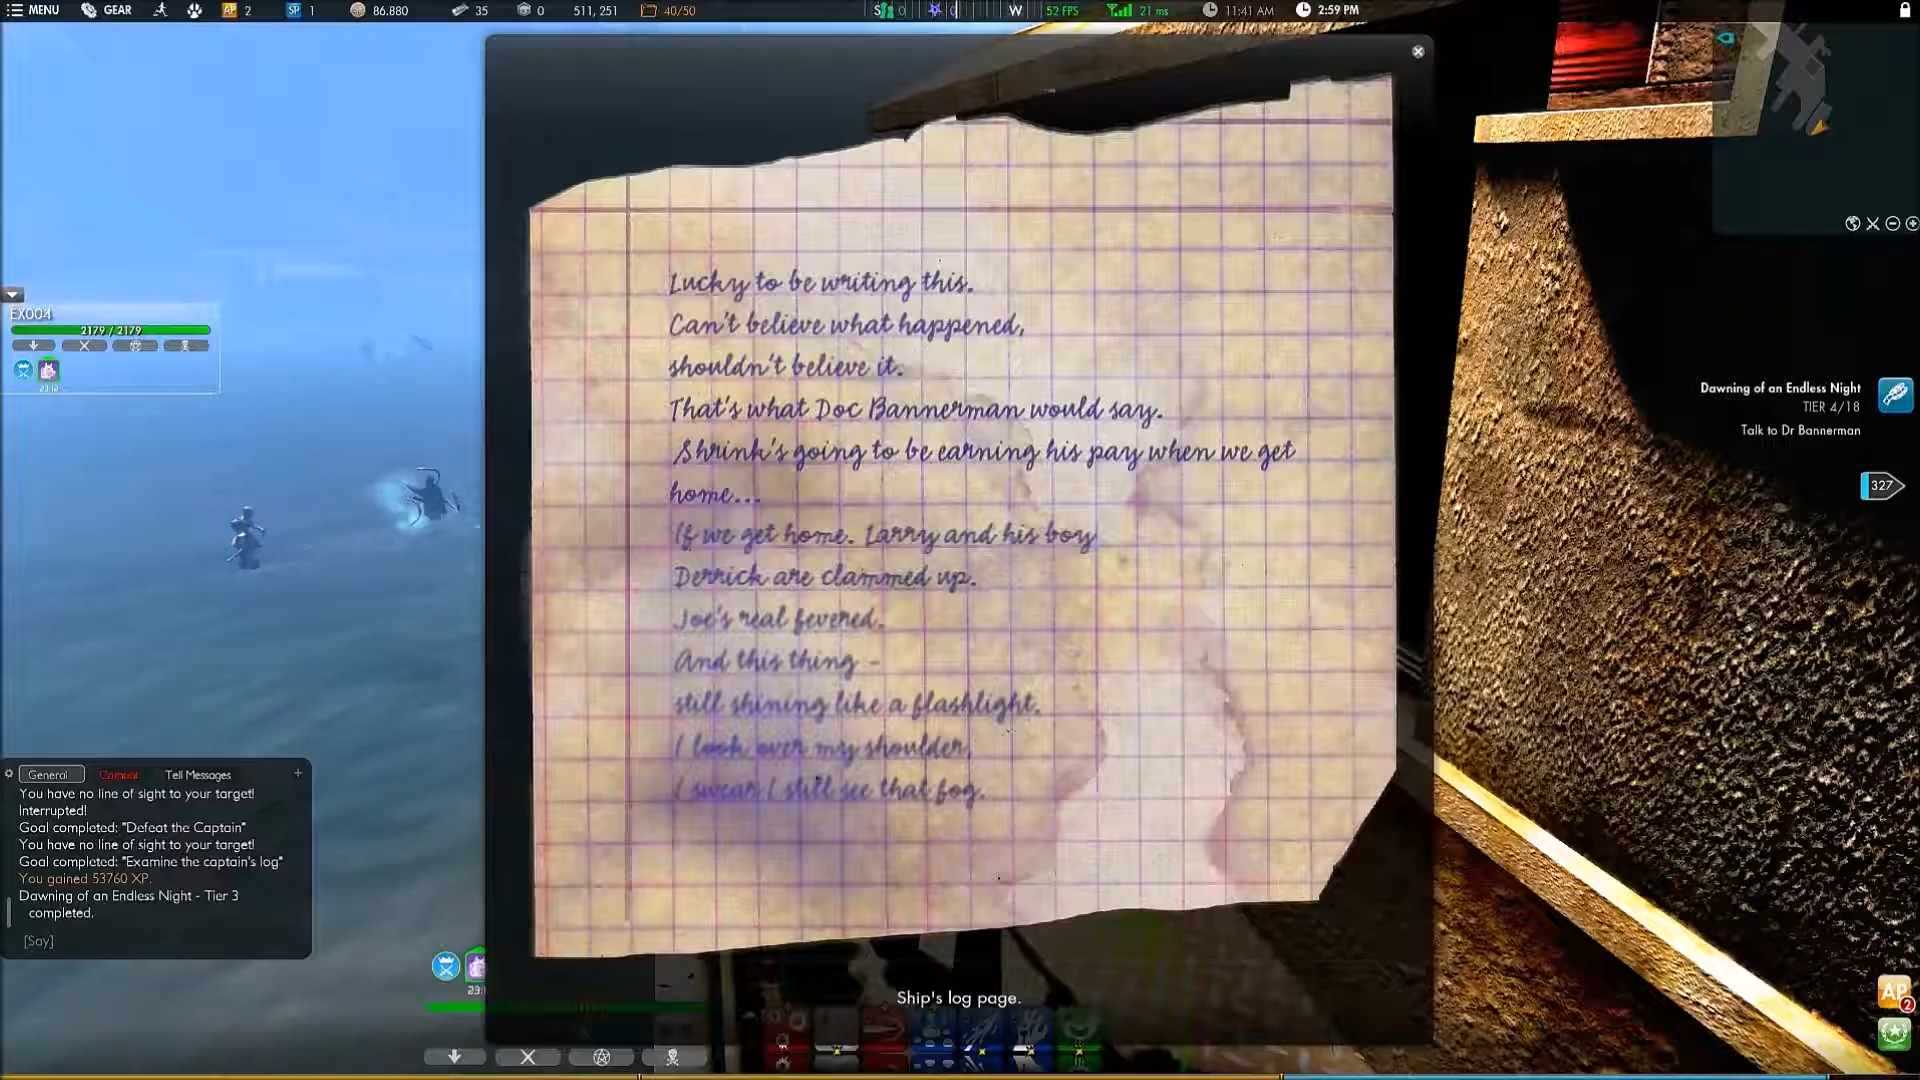 MENU GEAR AP 2 SP 1 86.880 35 0 511, 251 40/50 S 0 0 W 52 FPS 21 ms 11:41 AM 2:59 PM
EX004
2179 / 2179
Lucky to be writing this.
Can't believe what happened,
shouldn't believe it.
That's what Doc Bannerman would say.
Shrink's going to be earning his pay when we get
home...
If we get home. Larry and his boy
Derrick are clammed up.
Joe's real fevered.
And this thing -
still shining like a flashlight.
I look over my shoulder,
I swear I still see that fog.
Ship's log page.
Dawning of an Endless Night
TIER 4/18
Talk to Dr Bannerman
327
General Combat Tell Messages
You have no line of sight to your target!
Interrupted!
Goal completed: "Defeat the Captain"
You have no line of sight to your target!
Goal completed: "Examine the captain's log"
You gained 53760 XP.
Dawning of an Endless Night - Tier 3
completed.
[Say]
AP
2